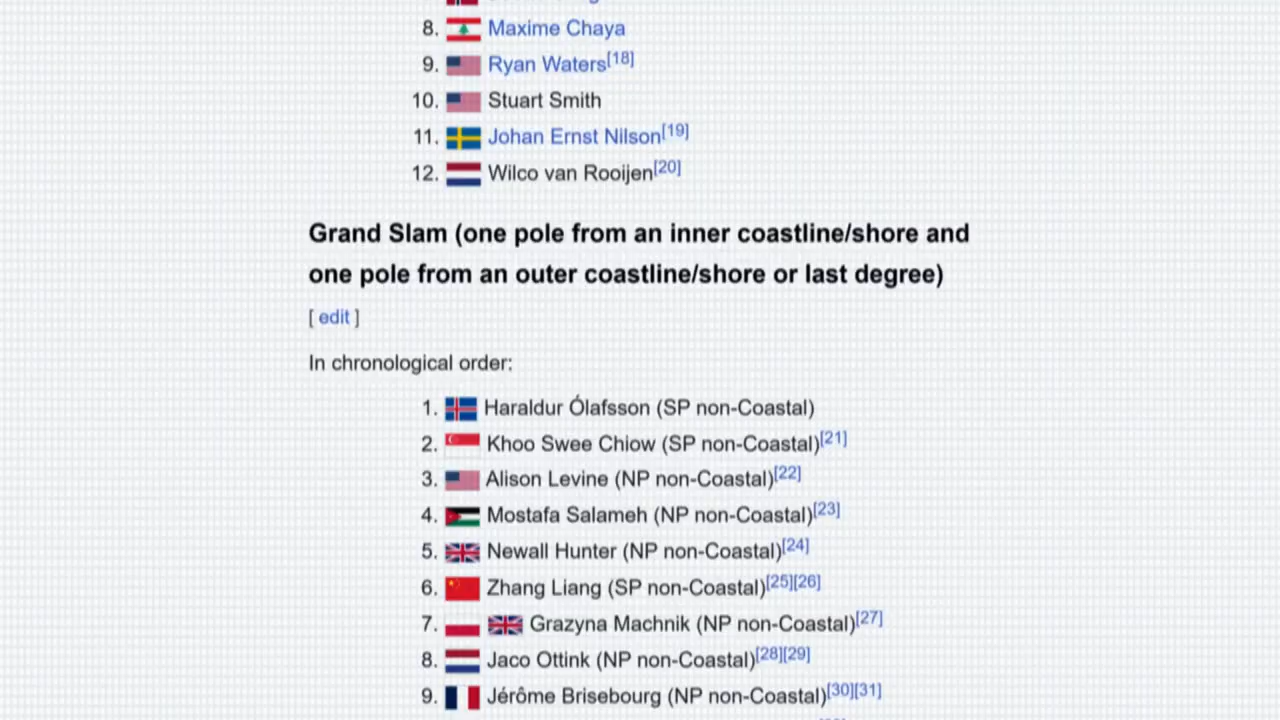 8. Maxime Chaya
9. Ryan Waters[18]
10. Stuart Smith
11. Johan Ernst Nilson[19]
12. Wilco van Rooijen[20]
Grand Slam (one pole from an inner coastline/shore and
one pole from an outer coastline/shore or last degree)
[ edit ]
In chronological order:
1. Haraldur Ólafsson (SP non-Coastal)
2. Khoo Swee Chiow (SP non-Coastal)[21]
3. Alison Levine (NP non-Coastal)[22]
4. Mostafa Salameh (NP non-Coastal)[23]
5. Newall Hunter (NP non-Coastal)[24]
6. Zhang Liang (SP non-Coastal)[25][26]
7. Grazyna Machnik (NP non-Coastal)[27]
8. Jaco Ottink (NP non-Coastal)[28][29]
9. Jérôme Brisebourg (NP non-Coastal)[30][31]